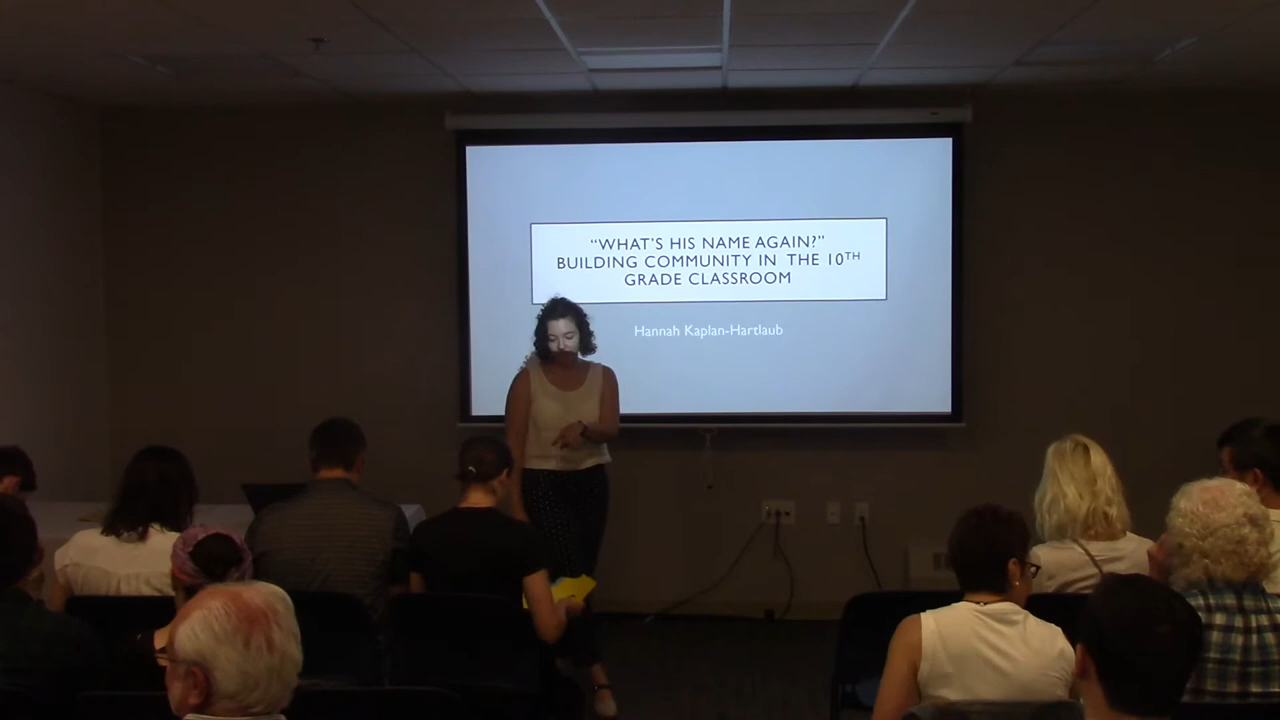 “WHAT’S HIS NAME AGAIN?”
BUILDING COMMUNITY IN THE 10TH
GRADE CLASSROOM
Hannah Kaplan-Hartlaub